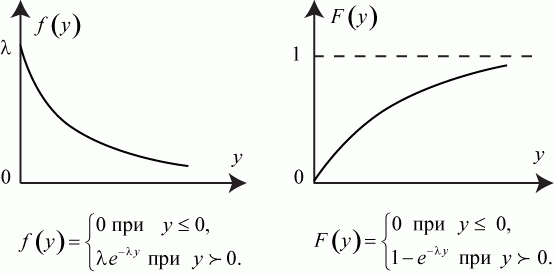 f(y)
λ
0
y
F(y)
1
0
y
f(y)= { 0 при y ≤ 0,
λe^{-λy} при y ≻ 0.
F(y)= { 0 при y ≤ 0,
1-e^{-λy} при y ≻ 0.